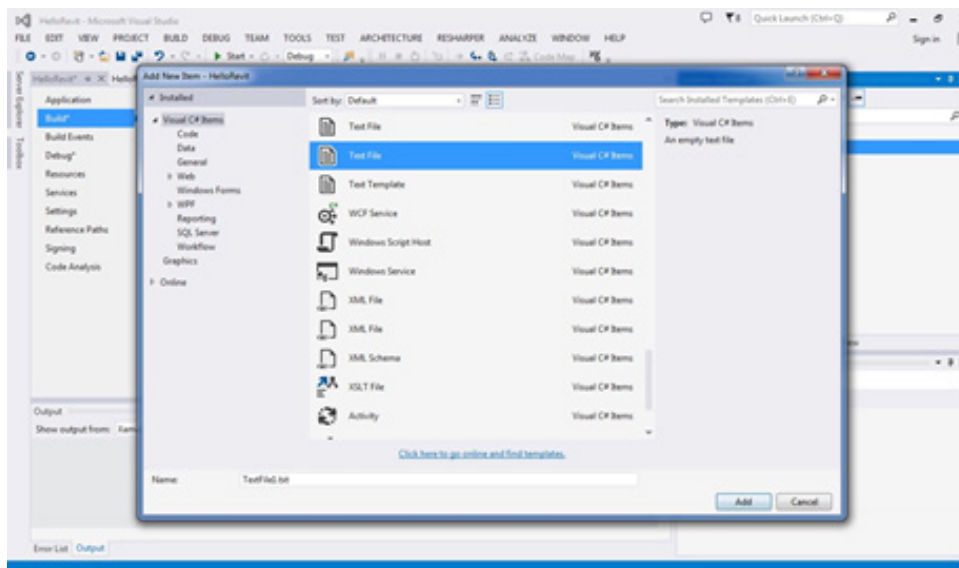 HelloRevit - Microsoft Visual Studio
Quick Launch (Ctrl+Q)
FILE EDIT VIEW PROJECT BUILD DEBUG TEAM TOOLS TEST ARCHITECTURE RESHARPER ANALYZE WINDOW HELP
Sign in
Start
Debug
Code Map
Server Explorer
Toolbox
HelloRevit*
Application
Build*
Build Events
Debug*
Resources
Services
Settings
Reference Paths
Signing
Code Analysis
Add New Item - HelloRevit
Installed
Visual C# Items
Code
Data
General
Web
Windows Forms
WPF
Reporting
SQL Server
Workflow
Graphics
Online
Sort by: Default
Search Installed Templates (Ctrl+E)
Text File Visual C# Items
Text File Visual C# Items
Text Template Visual C# Items
WCF Service Visual C# Items
Windows Script Host Visual C# Items
Windows Service Visual C# Items
XML File Visual C# Items
XML File Visual C# Items
XML Schema Visual C# Items
XSLT File Visual C# Items
Activity Visual C# Items
Type: Visual C# Items
An empty text file
Click here to go online and find templates.
Name: TextFile1.txt
Add Cancel
Output
Show output from:
Error List Output